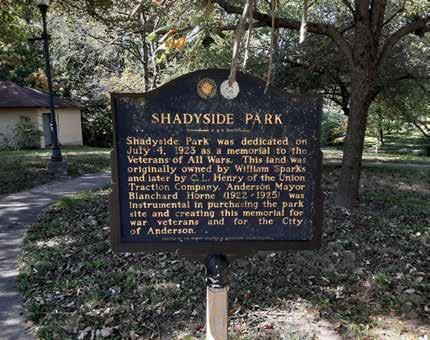 SHADYSIDE PARK
Shadyside Park was dedicated on
July 4, 1923 as a memorial to the
Veterans of All Wars. This land was
originally owned by William Sparks
and later by C.L. Henry of the Union
Traction Company. Anderson Mayor
Blanchard Horne (1922-1925) was
instrumental in purchasing the park
site and creating this memorial for
war veterans and for the City
of Anderson.